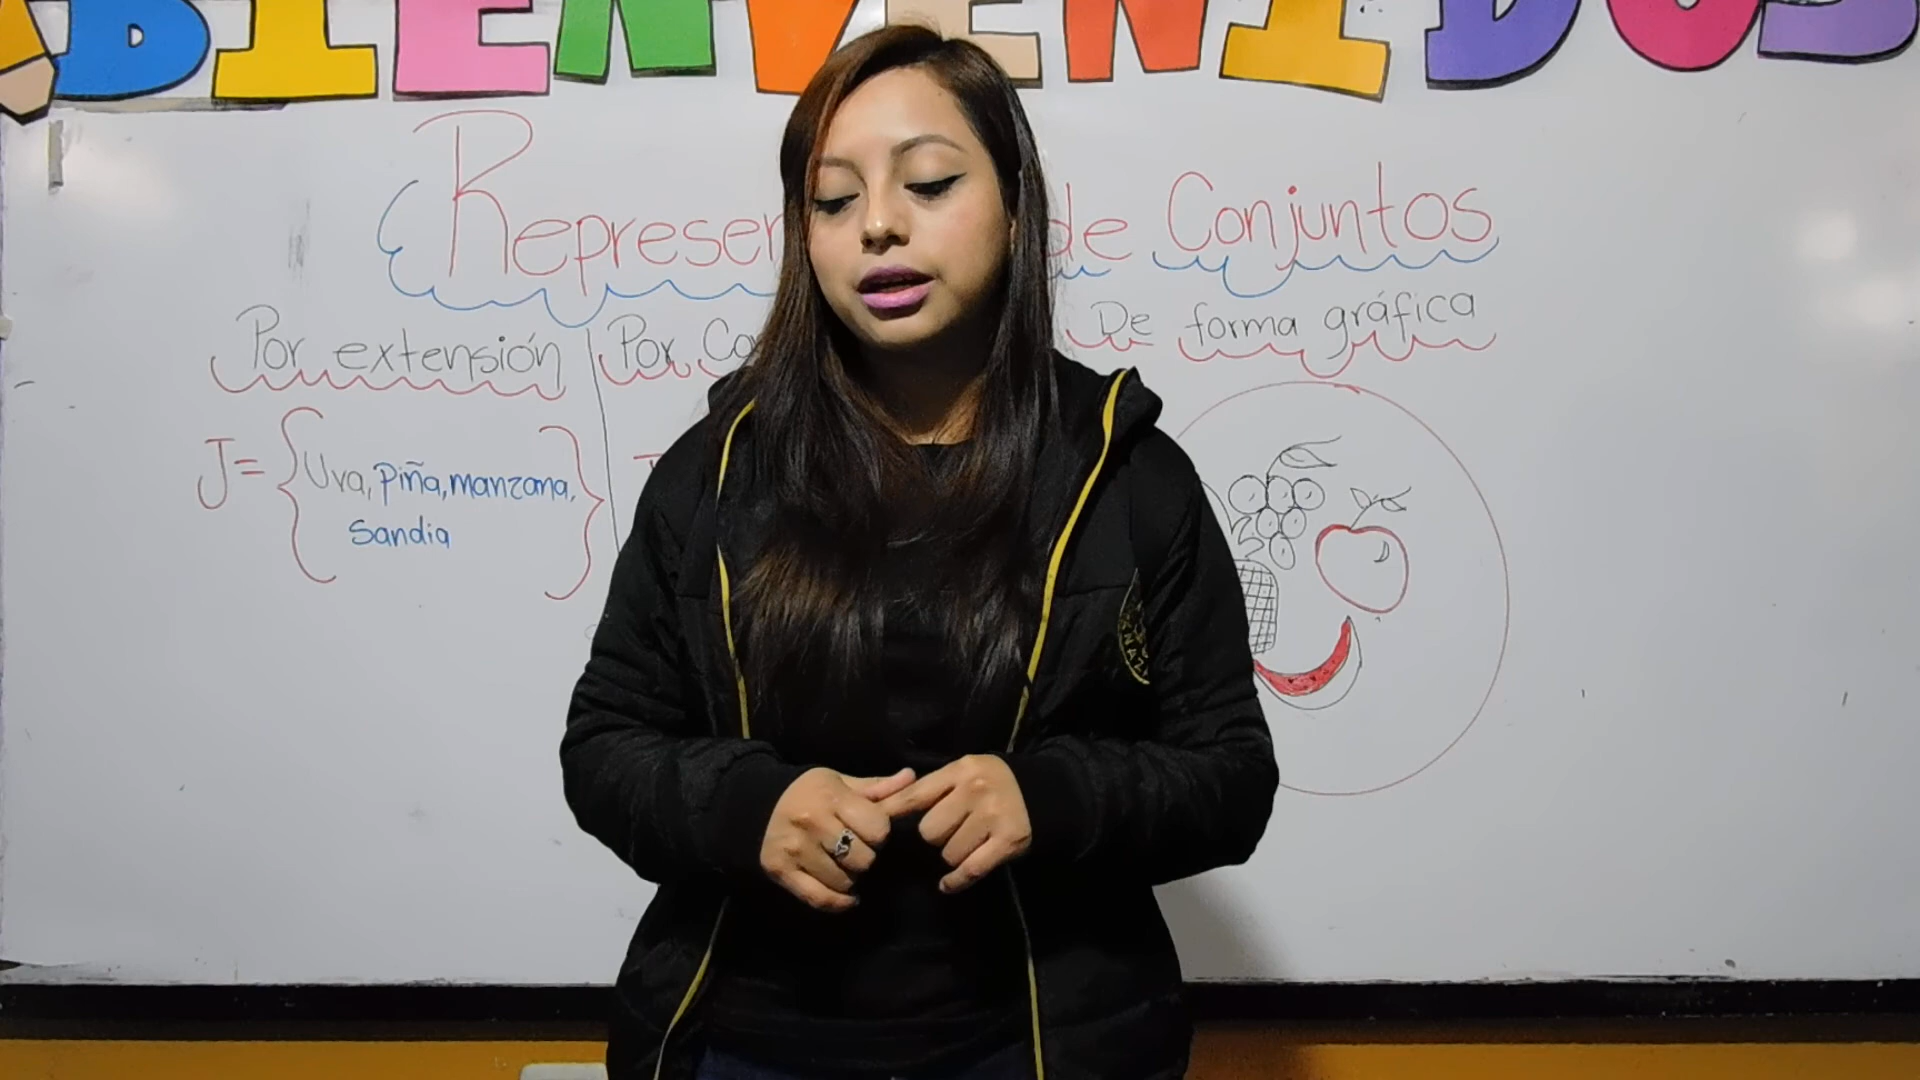 BIENVENIDOS
Represen de Conjuntos
Por extensión
Por Co
De forma gráfica
J = { Uva, Piña, manzana,
Sandia }